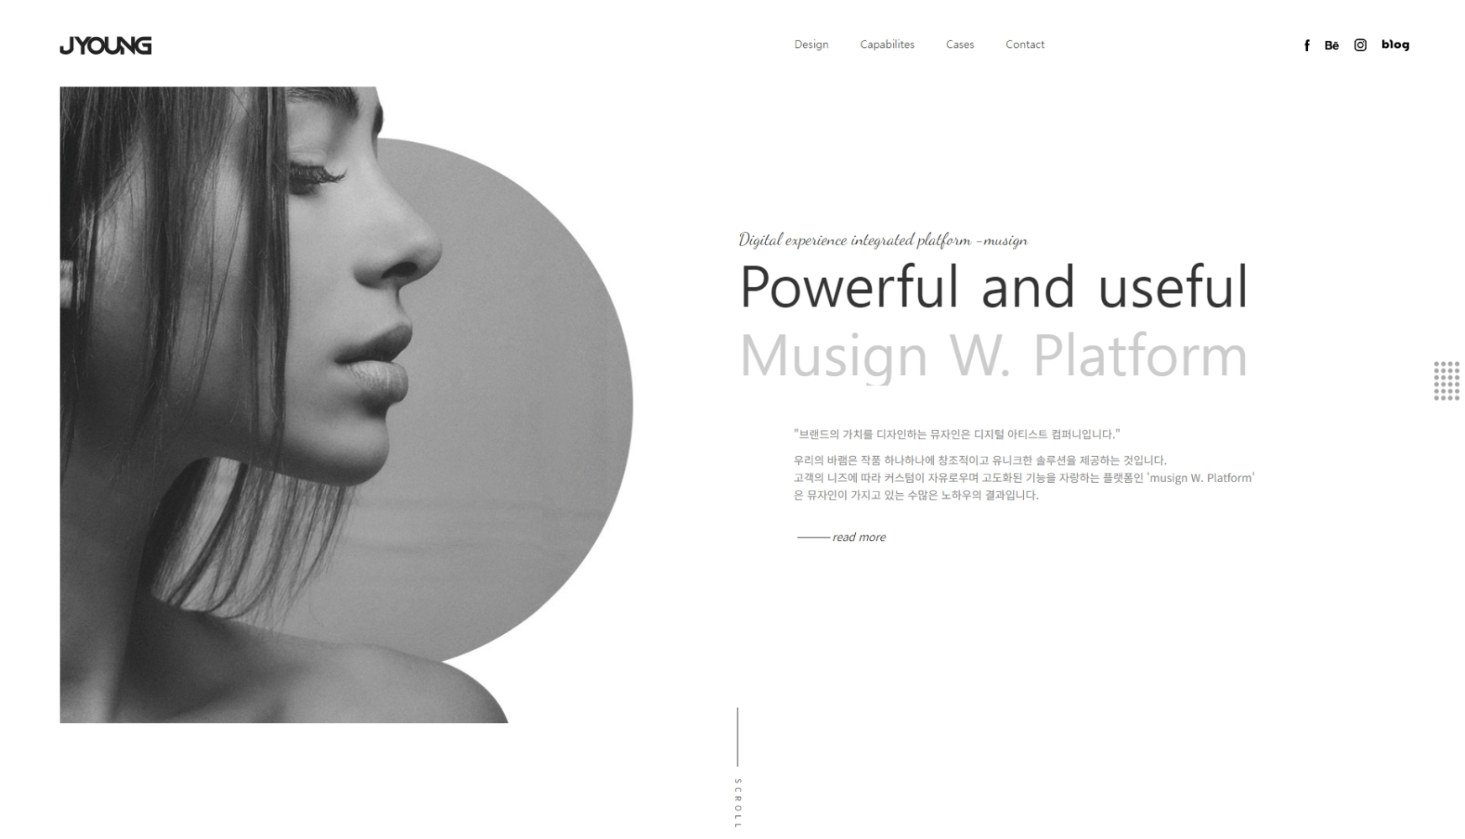 JYOUNG
Design Capabilites Cases Contact
f Bē blog
Digital experience integrated platform -musign
Powerful and useful
Musign W. Platform
"브랜드의 가치를 디자인하는 뮤자인은 디지털 아티스트 컴퍼니입니다."
우리의 바램은 작품 하나하나에 창조적이고 유니크한 솔루션을 제공하는 것입니다.
고객의 니즈에 따라 커스텀이 자유로우며 고도화된 기능을 자랑하는 플랫폼인 'musign W. Platform'
은 뮤자인이 가지고 있는 수많은 노하우의 결과입니다.
read more
SCROLL